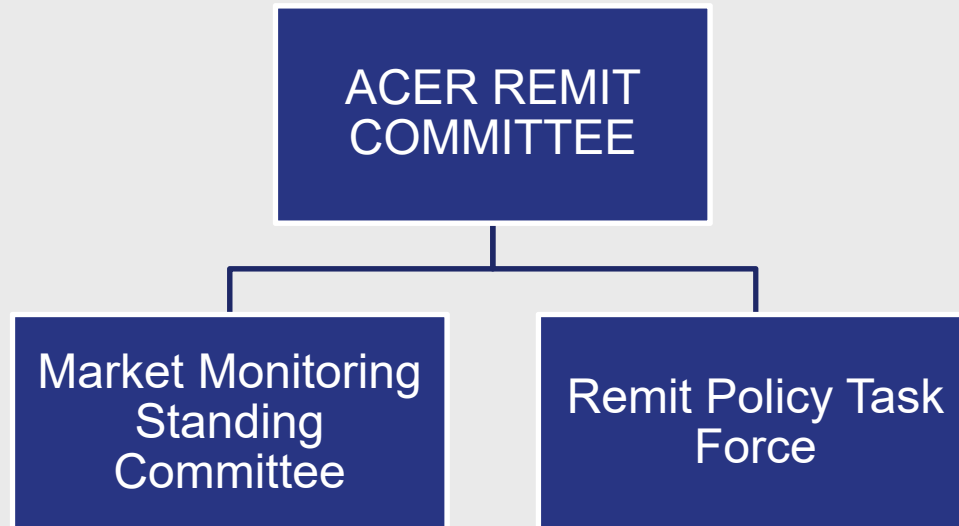 ACER REMIT
COMMITTEE
Market Monitoring
Standing
Committee
Remit Policy Task
Force